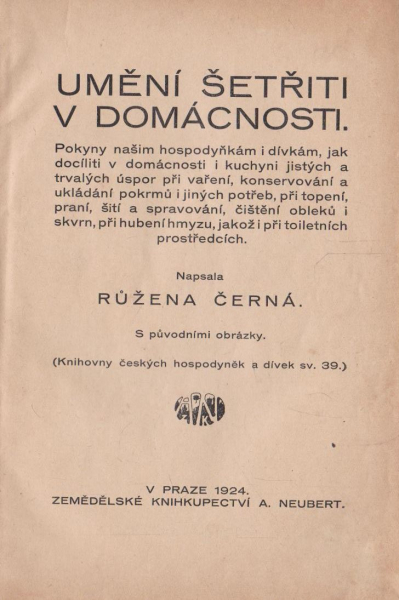 UMĚNÍ ŠETŘITI
V DOMÁCNOSTI.
Pokyny našim hospodyňkám i dívkám, jak
docíliti v domácnosti i kuchyni jistých a
trvalých úspor při vaření, konservování a
ukládání pokrmů i jiných potřeb, při topení,
praní, šití a spravování, čištění obleků i
skvrn, při hubení hmyzu, jakož i při toiletních
prostředcích.
Napsala
RŮŽENA ČERNÁ.
S původními obrázky.
(Knihovny českých hospodyněk a dívek sv. 39.)
V PRAZE 1924.
ZEMĚDĚLSKÉ KNIHKUPECTVÍ A. NEUBERT.